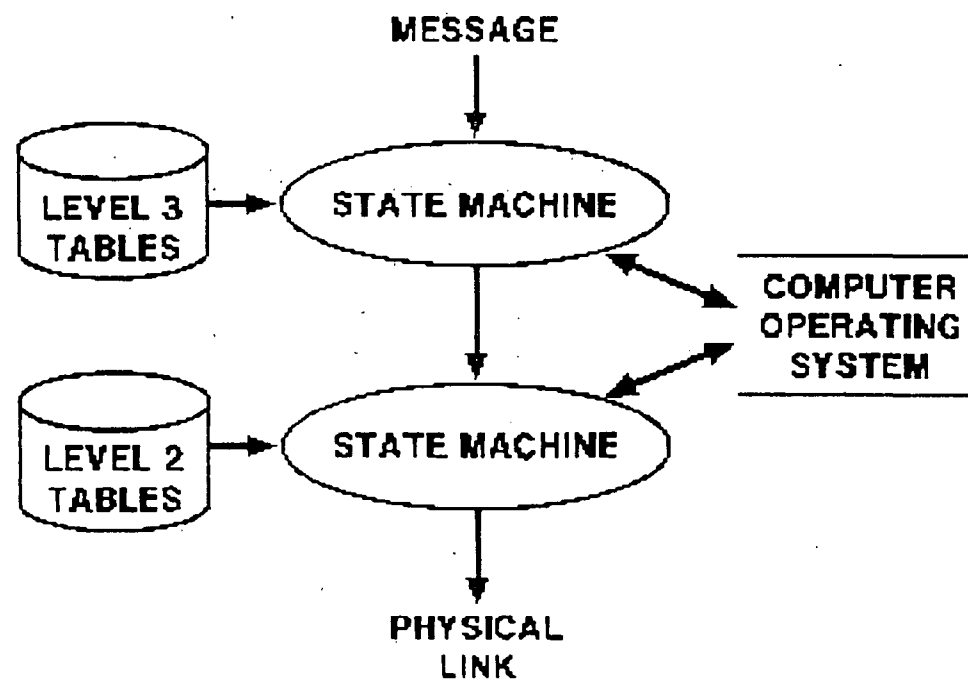 MESSAGE
LEVEL 3
TABLES
STATE MACHINE
COMPUTER
OPERATING
SYSTEM
LEVEL 2
TABLES
STATE MACHINE
PHYSICAL
LINK